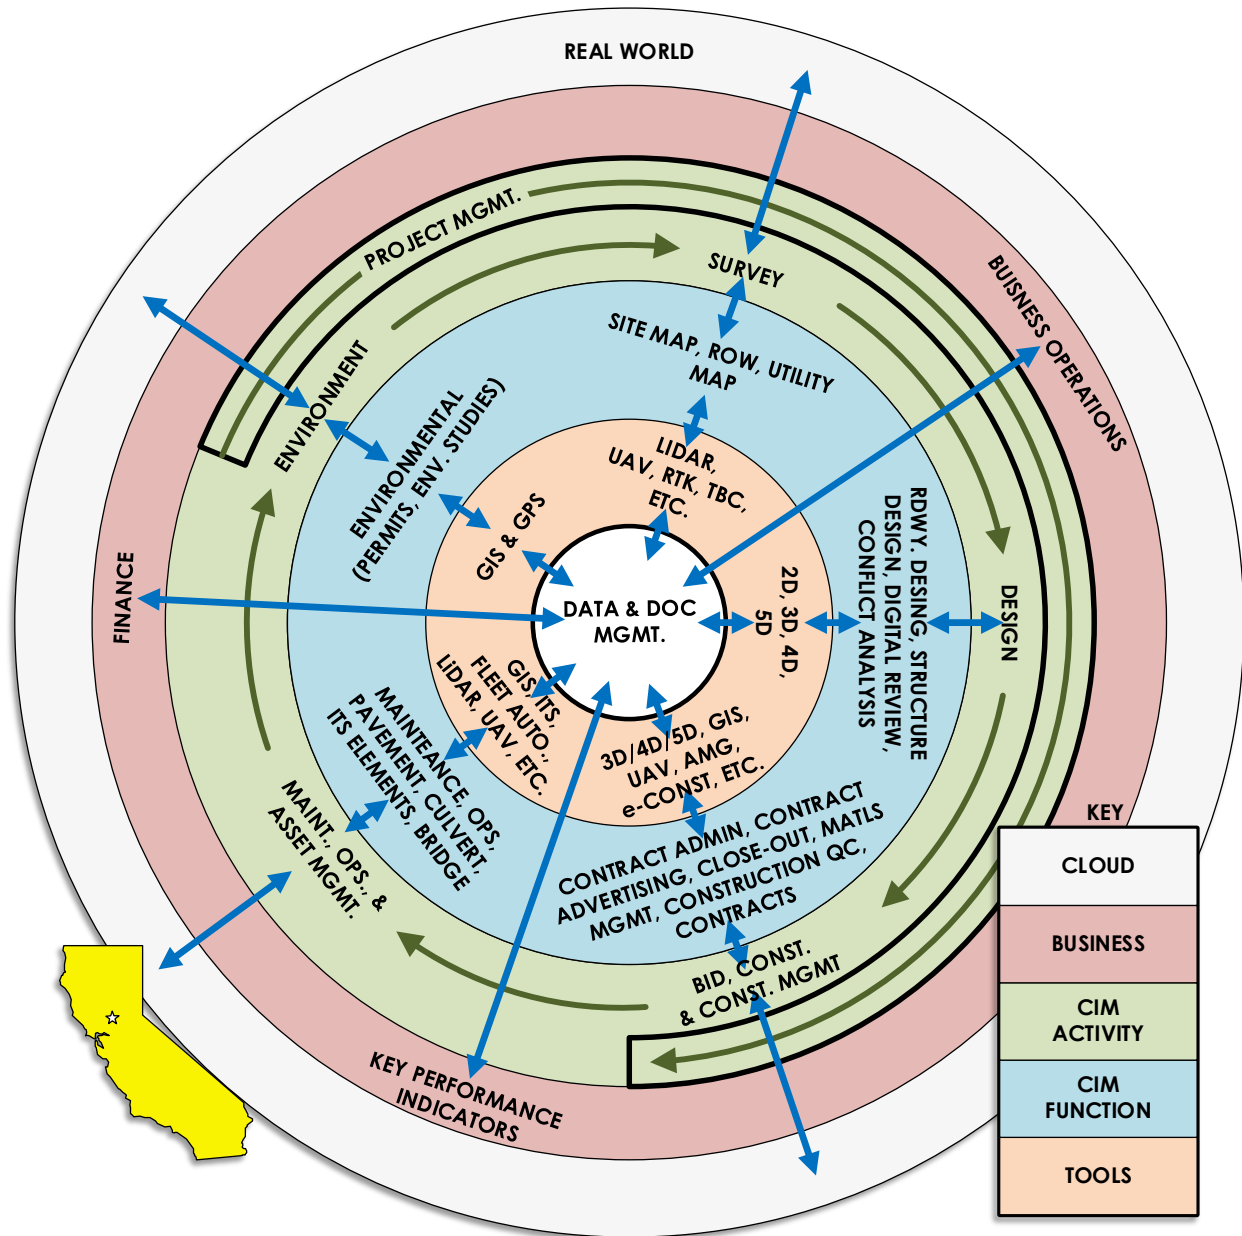 REAL WORLD
PROJECT MGMT.
SURVEY
BUISNESS OPERATIONS
SITE MAP, ROW, UTILITY
MAP
ENVIRONMENT
ENVIRONMENTAL
(PERMITS, ENV. STUDIES)
LIDAR,
UAV, RTK, TBC,
ETC.
GIS & GPS
RDWY. DESING, STRUCTURE
DESIGN, DIGITAL REVIEW,
CONFLICT ANALYSIS
2D, 3D, 4D,
5D
DESIGN
FINANCE
DATA & DOC
MGMT.
GIS, ITS,
FLEET AUTO.,
LiDAR, UAV, ETC.
MAINTEANCE, OPS,
PAVEMENT, CULVERT,
ITS ELEMENTS, BRIDGE
MAINT., OPS., &
ASSET MGMT.
3D/4D/5D, GIS,
UAV, AMG,
e-CONST, ETC.
CONTRACT ADMIN, CONTRACT
ADVERTISING, CLOSE-OUT, MATLS
MGMT, CONSTRUCTION QC,
CONTRACTS
BID, CONST.
& CONST. MGMT
KEY PERFORMANCE
INDICATORS
KEY
CLOUD
BUSINESS
CIM
ACTIVITY
CIM
FUNCTION
TOOLS